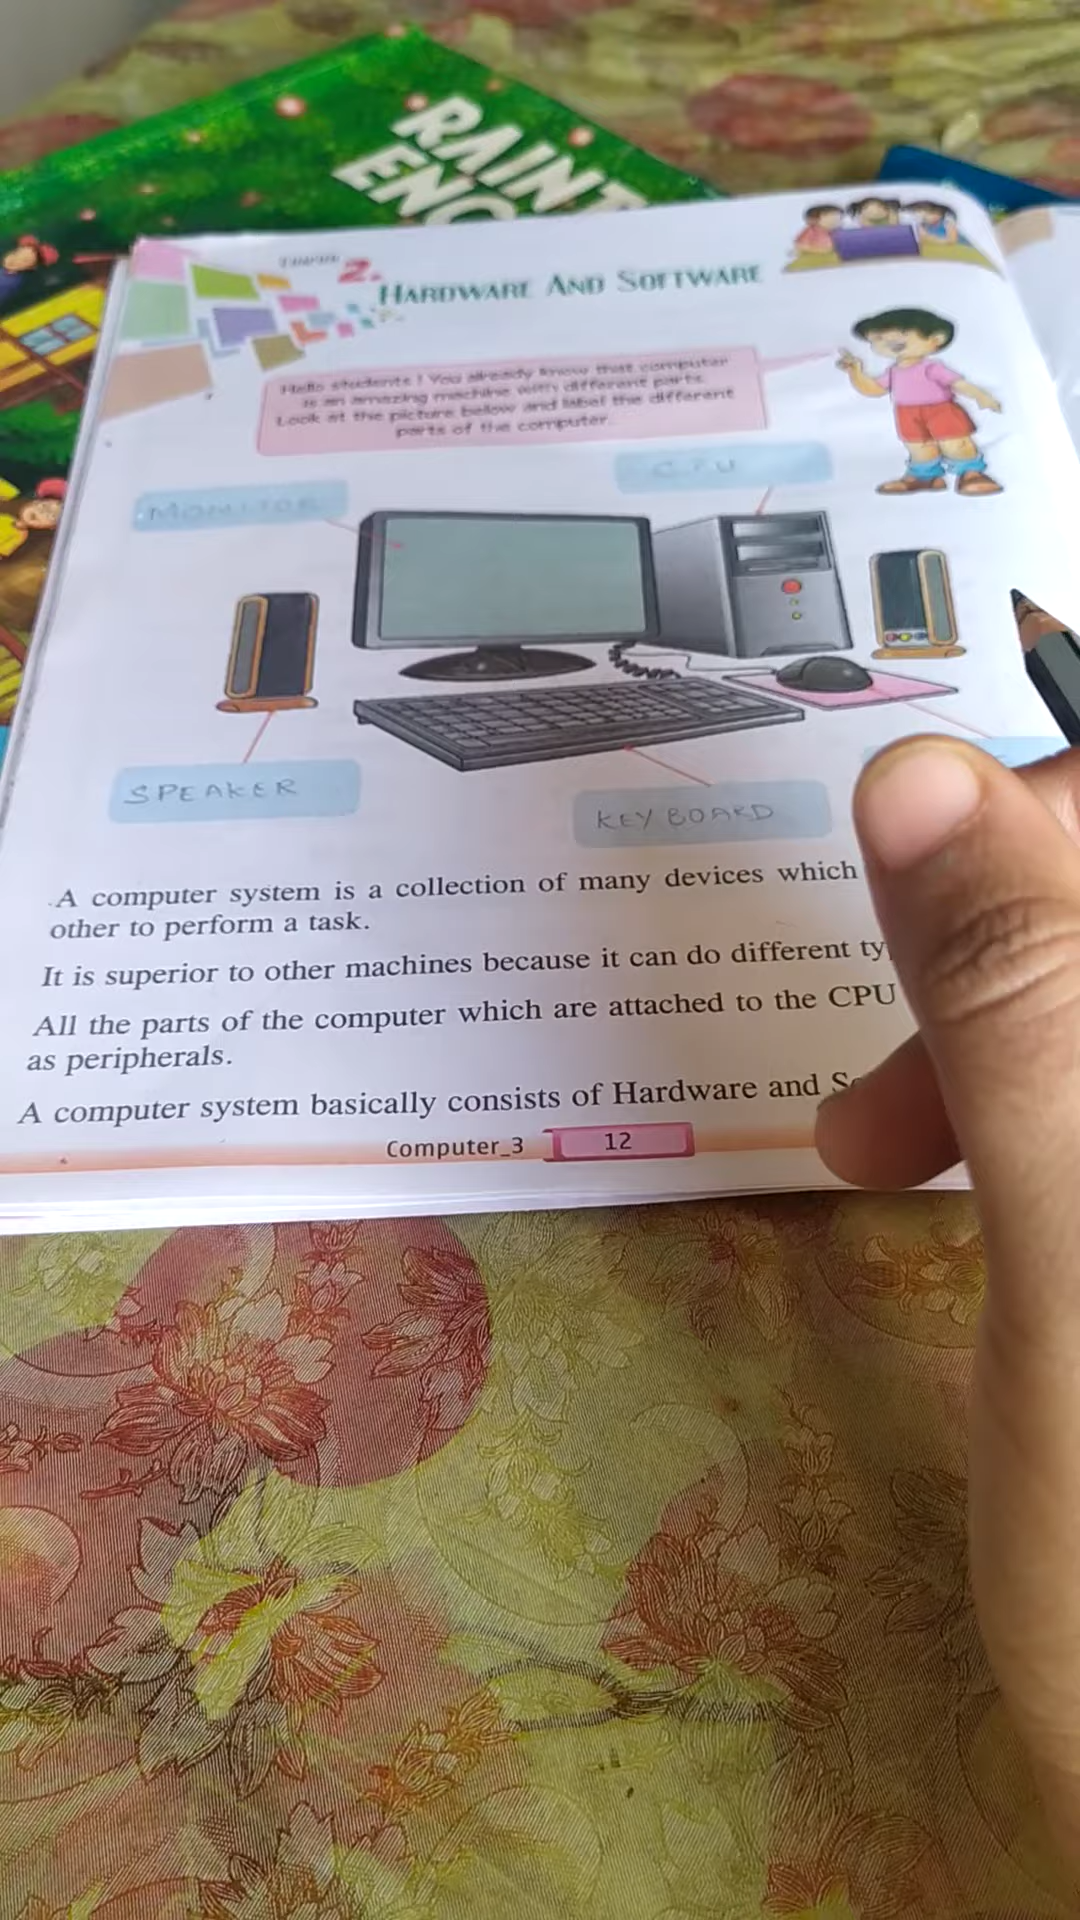 RAINT
ENG
2.
HARDWARE AND SOFTWARE
Hello students ! You already know that computer
is an amazing machine with different parts.
Look at the picture below and label the different
parts of the computer.
CPU
MONITOR
SPEAKER
KEY BOARD
A computer system is a collection of many devices which
other to perform a task.
It is superior to other machines because it can do different ty
All the parts of the computer which are attached to the CPU
as peripherals.
A computer system basically consists of Hardware and So
Computer_3 12